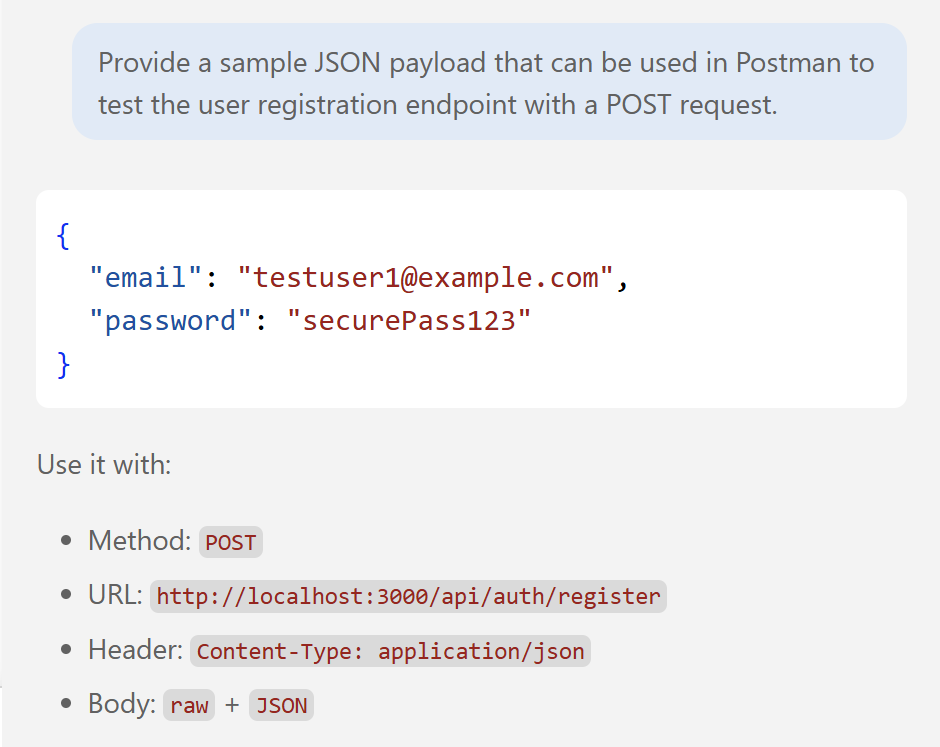 Provide a sample JSON payload that can be used in Postman to
test the user registration endpoint with a POST request.
{
  "email": "testuser1@example.com",
  "password": "securePass123"
}
Use it with:
• Method: POST
• URL: http://localhost:3000/api/auth/register
• Header: Content-Type: application/json
• Body: raw + JSON